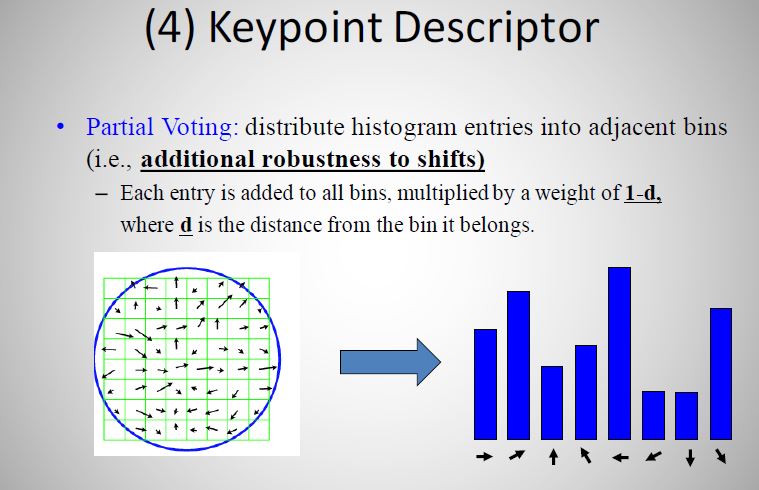 (4) Keypoint Descriptor
• Partial Voting: distribute histogram entries into adjacent bins
(i.e., additional robustness to shifts)
– Each entry is added to all bins, multiplied by a weight of 1-d,
where d is the distance from the bin it belongs.